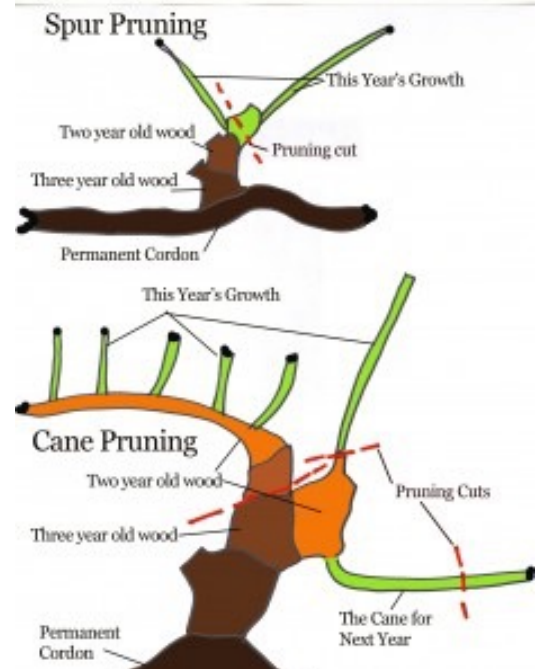 Spur Pruning
This Year's Growth
Two year old wood
Pruning cut
Three year old wood
Permanent Cordon
This Year's Growth
Cane Pruning
Two year old wood
Pruning Cuts
Three year old wood
The Cane for
Next Year
Permanent
Cordon